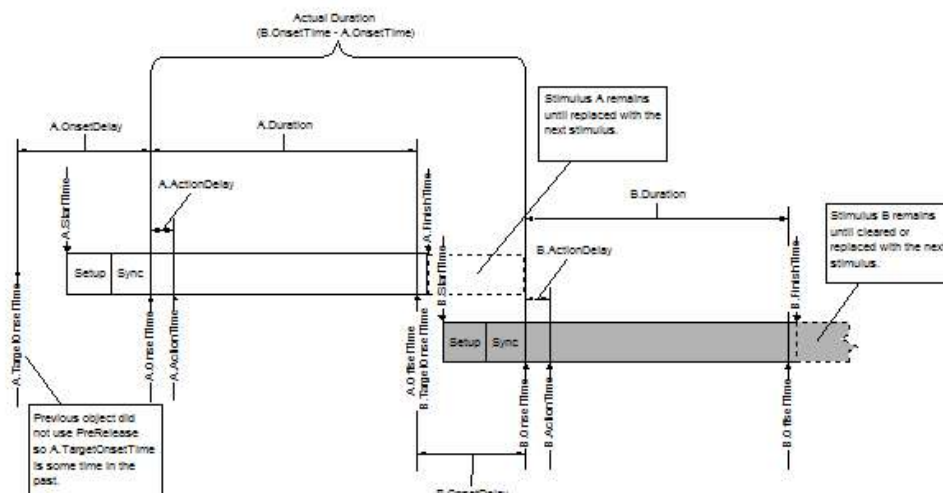 Actual Duration
(B.OnsetTime - A.OnsetTime)
Stimulus A remains
until replaced with the
next stimulus.
A.OnsetDelay
A.Duration
A.ActionDelay
B.Duration
Stimulus B remains
until cleared or
replaced with the next
stimulus.
A.StartTime
A.FinishTime
B.StartTime
B.ActionDelay
B.FinishTime
Setup
Sync
A.TargetOnsetTime
A.OnsetTime
A.ActionTime
A.OffsetTime
B.TargetOnsetTime
Setup
Sync
B.OnsetTime
B.ActionTime
B.OffsetTime
Previous object did
not use PreRelease
so A.TargetOnsetTime
is some time in the
past.
B.OnsetDelay